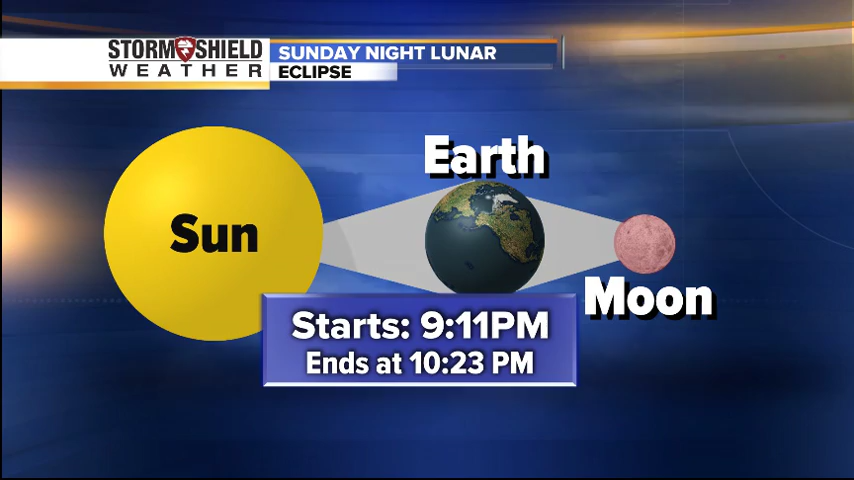 STORM SHIELD
WEATHER
SUNDAY NIGHT LUNAR
ECLIPSE
Earth
Sun
Moon
Starts: 9:11PM
Ends at 10:23 PM